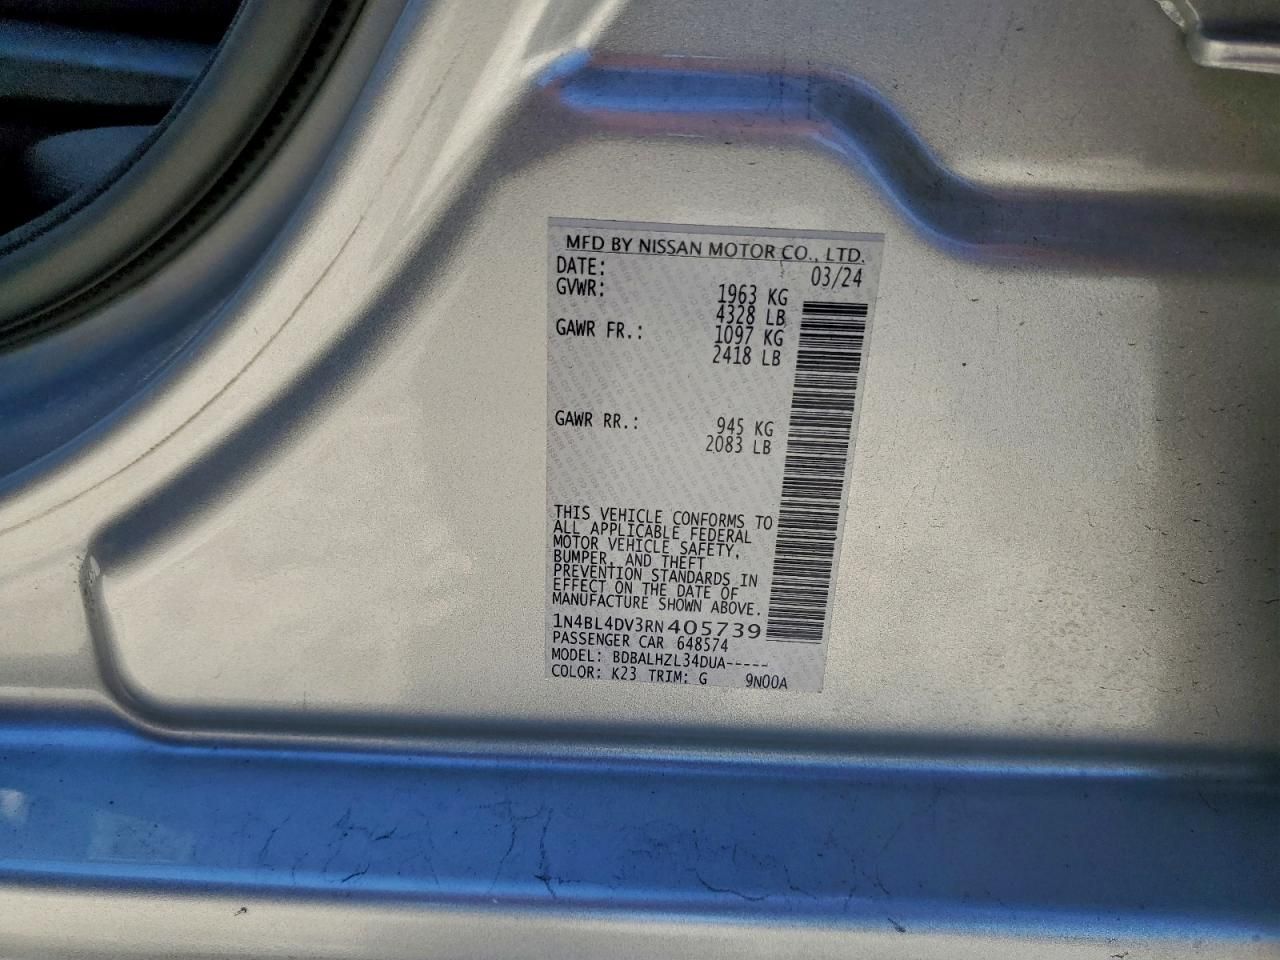 MFD BY NISSAN MOTOR CO., LTD.
DATE: 03/24
GVWR: 1963 KG
4328 LB
GAWR FR.: 1097 KG
2418 LB
GAWR RR.: 945 KG
2083 LB
THIS VEHICLE CONFORMS TO
ALL APPLICABLE FEDERAL
MOTOR VEHICLE SAFETY,
BUMPER, AND THEFT
PREVENTION STANDARDS IN
EFFECT ON THE DATE OF
MANUFACTURE SHOWN ABOVE.
1N4BL4DV3RN405739
PASSENGER CAR 648574
MODEL: BDBALHZL34DUA-----
COLOR: K23 TRIM: G 9N00A